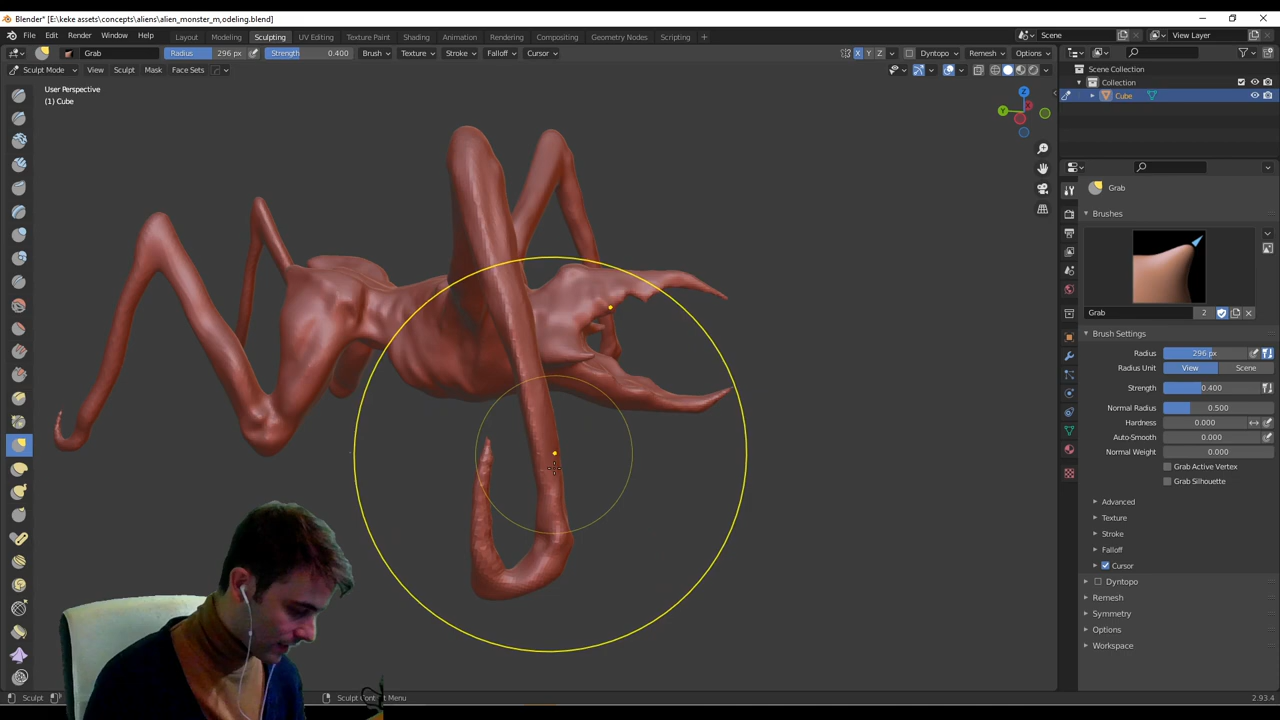 Blender* [E:\keke assets\concepts\aliens\alien_monster_m,odeling.blend]
File Edit Render Window Help Layout Modeling Sculpting UV Editing Texture Paint Shading Animation Rendering Compositing Geometry Nodes Scripting Scene View Layer
Grab Radius 296 px Strength 0.400 Brush Texture Stroke Falloff Cursor X Y Z Dyntopo Remesh Options
Sculpt Mode View Sculpt Mask Face Sets
Scene Collection
Collection
Cube
User Perspective
(1) Cube
Z
Y
X
Grab
Brushes
Grab 2
Brush Settings
Radius 296 px
Radius Unit View Scene
Strength 0.400
Normal Radius 0.500
Hardness 0.000
Auto-Smooth 0.000
Normal Weight 0.000
Grab Active Vertex
Grab Silhouette
Advanced
Texture
Stroke
Falloff
Cursor
Dyntopo
Remesh
Symmetry
Options
Workspace
Sculpt Menu 2.93.4